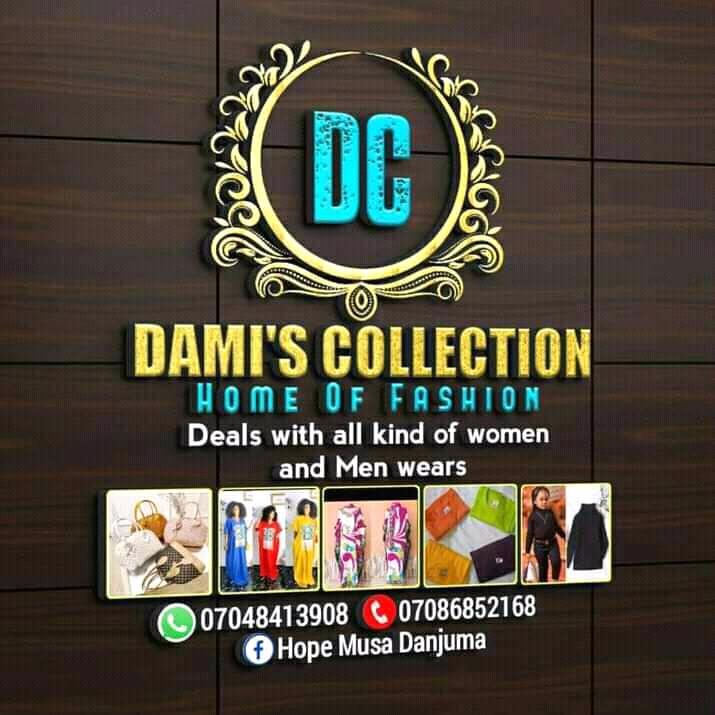 DC
DAMI'S COLLECTION
HOME OF FASHION
Deals with all kind of women
and Men wears
07048413908 07086852168
Hope Musa Danjuma